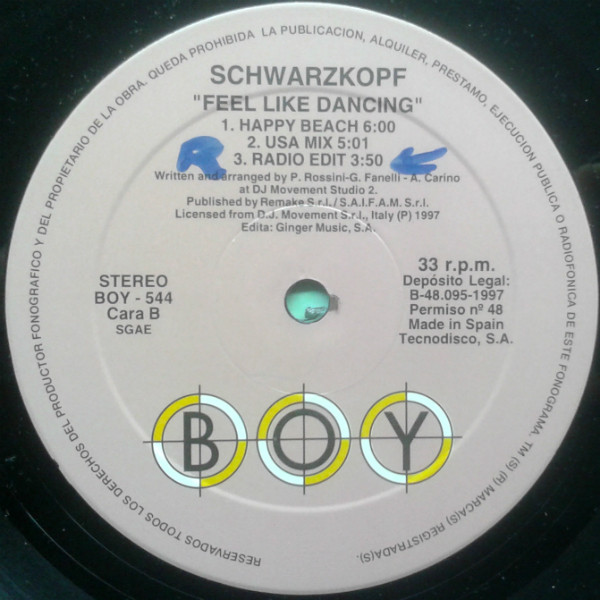 RESERVADOS TODOS LOS DERECHOS DEL PRODUCTOR FONOGRAFICO Y DEL PROPIETARIO DE LA OBRA. QUEDA PROHIBIDA LA PUBLICACION, ALQUILER, PRESTAMO, EJECUCION PUBLICA O RADIOFONICA DE ESTE FONOGRAMA. TM (S) (R) MARCA(S) REGISTRADA(S).
SCHWARZKOPF
"FEEL LIKE DANCING"
1. HAPPY BEACH 6:00
2. USA MIX 5:01
3. RADIO EDIT 3:50
R
Written and arranged by P. Rossini-G. Fanelli - A. Carino
at DJ Movement Studio 2.
Published by Remake S.r.l./ S.A.I.F.A.M. S.r.l.
Licensed from D.J. Movement S.r.l., Italy (P) 1997
Edita: Ginger Music, S.A.
STEREO
BOY - 544
Cara B
SGAE
33 r.p.m.
Depósito Legal:
B-48.095-1997
Permiso nº 48
Made in Spain
Tecnodisco, S.A.
BOY